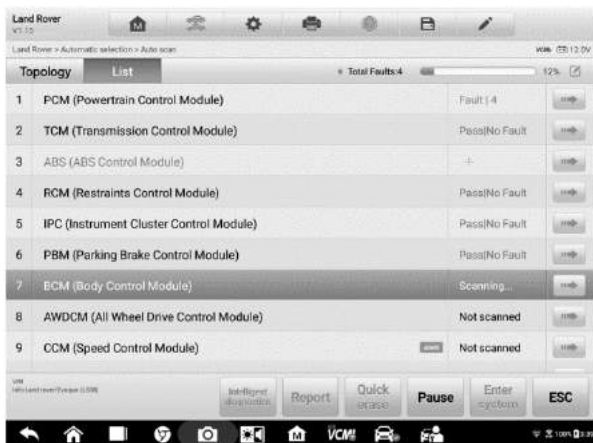 Land Rover
V1.15
Land Rover > Automatic selection > Auto scan
VCMI 12.0V
Topology List Total Faults:4 12%
1 PCM (Powertrain Control Module) Fault | 4
2 TCM (Transmission Control Module) Pass|No Fault
3 ABS (ABS Control Module) -!-
4 RCM (Restraints Control Module) Pass|No Fault
5 IPC (Instrument Cluster Control Module) Pass|No Fault
6 PBM (Parking Brake Control Module) Pass|No Fault
7 BCM (Body Control Module) Scanning...
8 AWDCM (All Wheel Drive Control Module) Not scanned
9 CCM (Speed Control Module) Not scanned
VIN
Intelligent diagnostics Report Quick erase Pause Enter system ESC
VCMI 100%